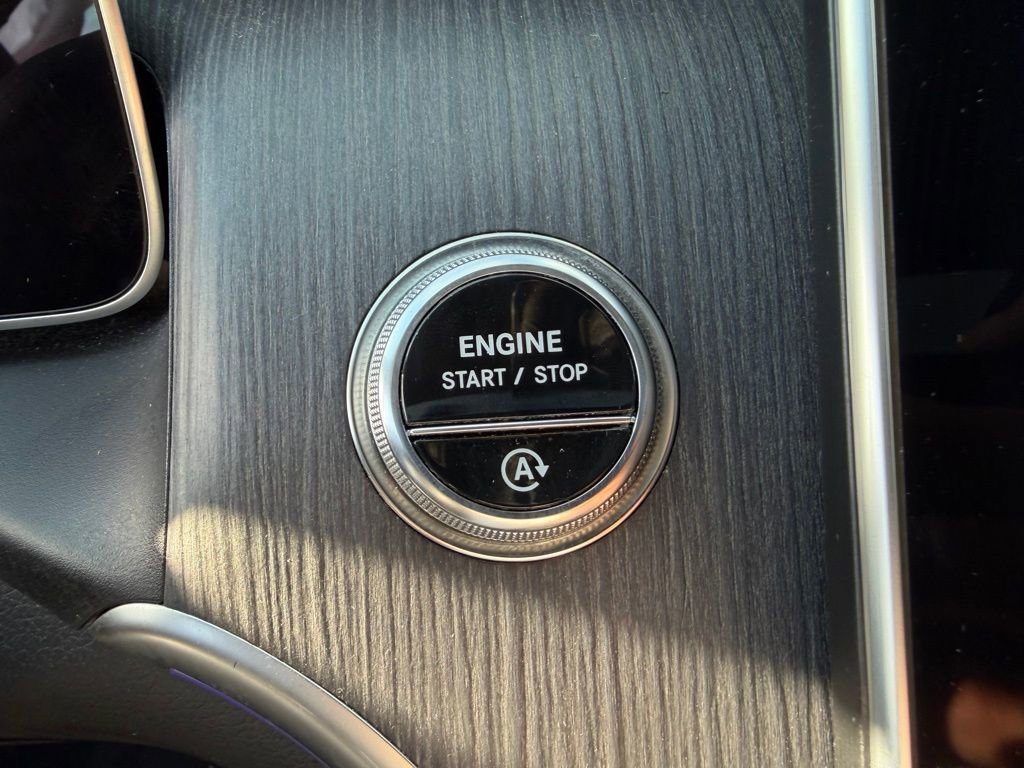 ENGINE
START / STOP
A